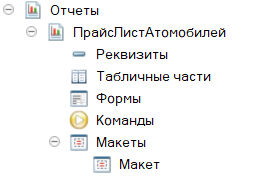 Отчеты
ПрайсЛистАтомобилей
Реквизиты
Табличные части
Формы
Команды
Макеты
Макет